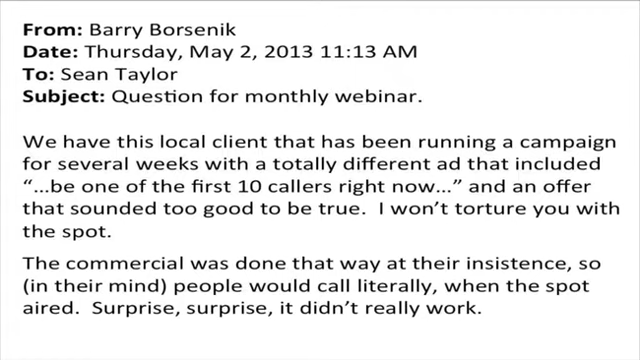 From: Barry Borsenik
Date: Thursday, May 2, 2013 11:13 AM
To: Sean Taylor
Subject: Question for monthly webinar.
We have this local client that has been running a campaign
for several weeks with a totally different ad that included
“...be one of the first 10 callers right now...” and an offer
that sounded too good to be true.  I won’t torture you with
the spot.
The commercial was done that way at their insistence, so
(in their mind) people would call literally, when the spot
aired.  Surprise, surprise, it didn’t really work.